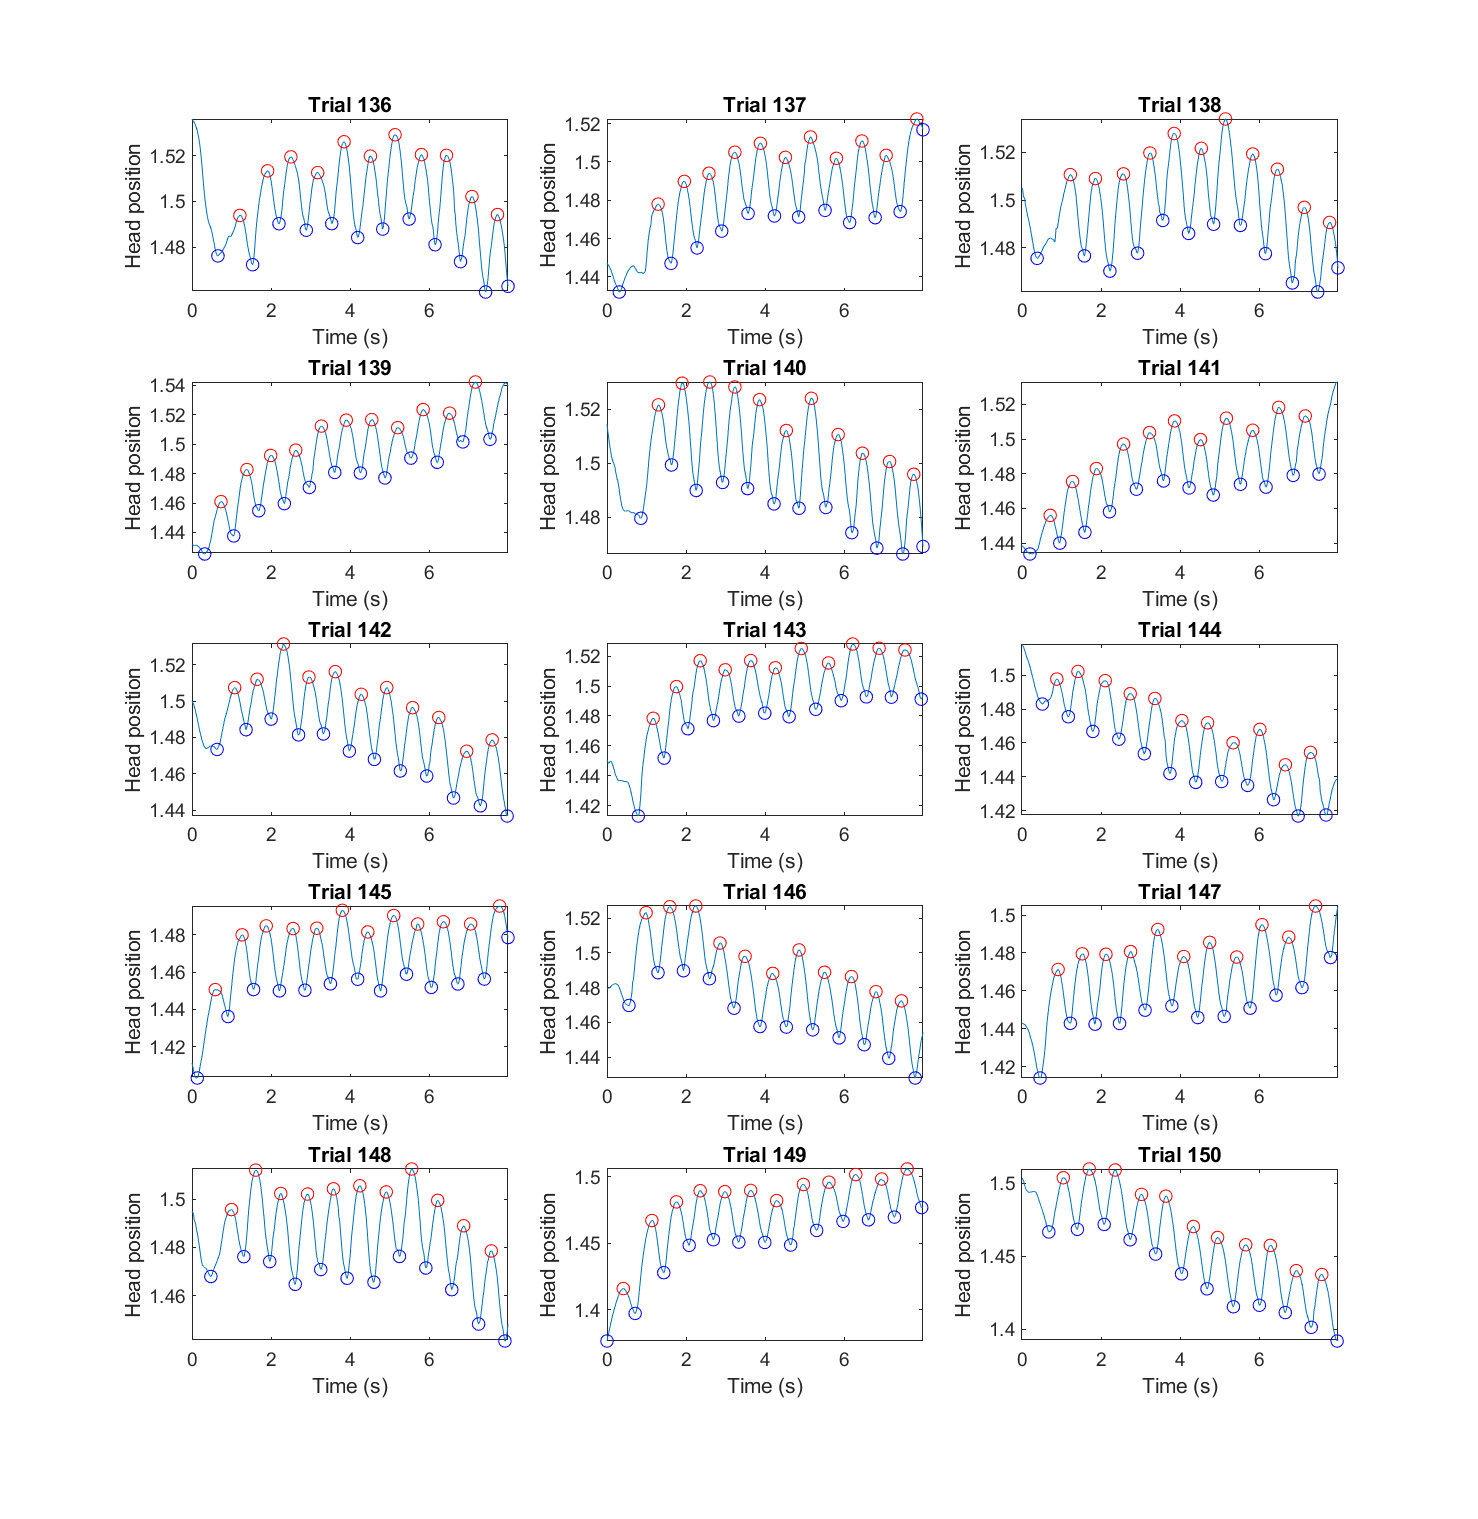 Trial 136
Head position
1.52
1.5
1.48
0 2 4 6
Time (s)
Trial 137
Head position
1.52
1.5
1.48
1.46
1.44
0 2 4 6
Time (s)
Trial 138
Head position
1.52
1.5
1.48
0 2 4 6
Time (s)
Trial 139
Head position
1.54
1.52
1.5
1.48
1.46
1.44
0 2 4 6
Time (s)
Trial 140
Head position
1.52
1.5
1.48
0 2 4 6
Time (s)
Trial 141
Head position
1.52
1.5
1.48
1.46
1.44
0 2 4 6
Time (s)
Trial 142
Head position
1.52
1.5
1.48
1.46
1.44
0 2 4 6
Time (s)
Trial 143
Head position
1.52
1.5
1.48
1.46
1.44
1.42
0 2 4 6
Time (s)
Trial 144
Head position
1.5
1.48
1.46
1.44
1.42
0 2 4 6
Time (s)
Trial 145
Head position
1.48
1.46
1.44
1.42
0 2 4 6
Time (s)
Trial 146
Head position
1.52
1.5
1.48
1.46
1.44
0 2 4 6
Time (s)
Trial 147
Head position
1.5
1.48
1.46
1.44
1.42
0 2 4 6
Time (s)
Trial 148
Head position
1.5
1.48
1.46
0 2 4 6
Time (s)
Trial 149
Head position
1.5
1.45
1.4
0 2 4 6
Time (s)
Trial 150
Head position
1.5
1.45
1.4
0 2 4 6
Time (s)